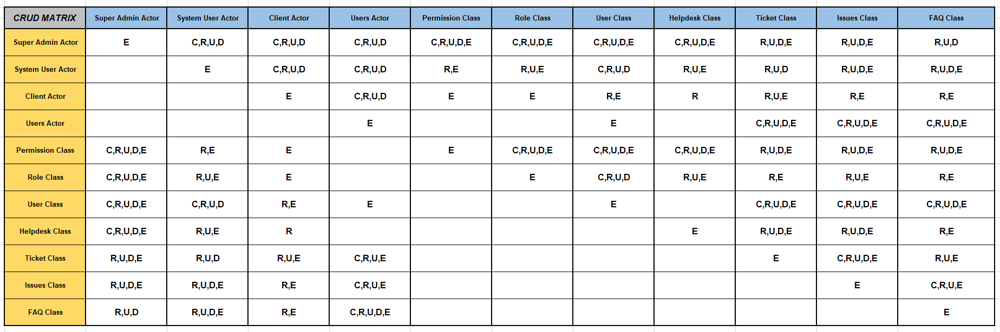 CRUD MATRIX Super Admin Actor System User Actor Client Actor Users Actor Permission Class Role Class User Class Helpdesk Class Ticket Class Issues Class FAQ Class
Super Admin Actor E C,R,U,D C,R,U,D C,R,U,D C,R,U,D,E C,R,U,D,E C,R,U,D,E C,R,U,D,E R,U,D,E R,U,D,E R,U,D
System User Actor E C,R,U,D C,R,U,D R,E R,U,E C,R,U,D R,U,E R,U,D R,U,D,E R,U,D,E
Client Actor E C,R,U,D E E R,E R R,U,E R,E R,E
Users Actor E E C,R,U,D,E C,R,U,D,E C,R,U,D,E
Permission Class C,R,U,D,E R,E E E C,R,U,D,E C,R,U,D,E C,R,U,D,E R,U,D,E R,U,D,E R,U,D,E
Role Class C,R,U,D,E R,U,E E E C,R,U,D R,U,E R,E R,U,E R,E
User Class C,R,U,D,E C,R,U,D R,E E E C,R,U,D,E C,R,U,D,E C,R,U,D,E
Helpdesk Class C,R,U,D,E R,U,E R E R,U,D,E R,U,D,E R,E
Ticket Class R,U,D,E R,U,D R,U,E C,R,U,E E C,R,U,D,E R,U,E
Issues Class R,U,D,E R,U,D,E R,E C,R,U,E E C,R,U,E
FAQ Class R,U,D R,U,D,E R,E C,R,U,D,E E